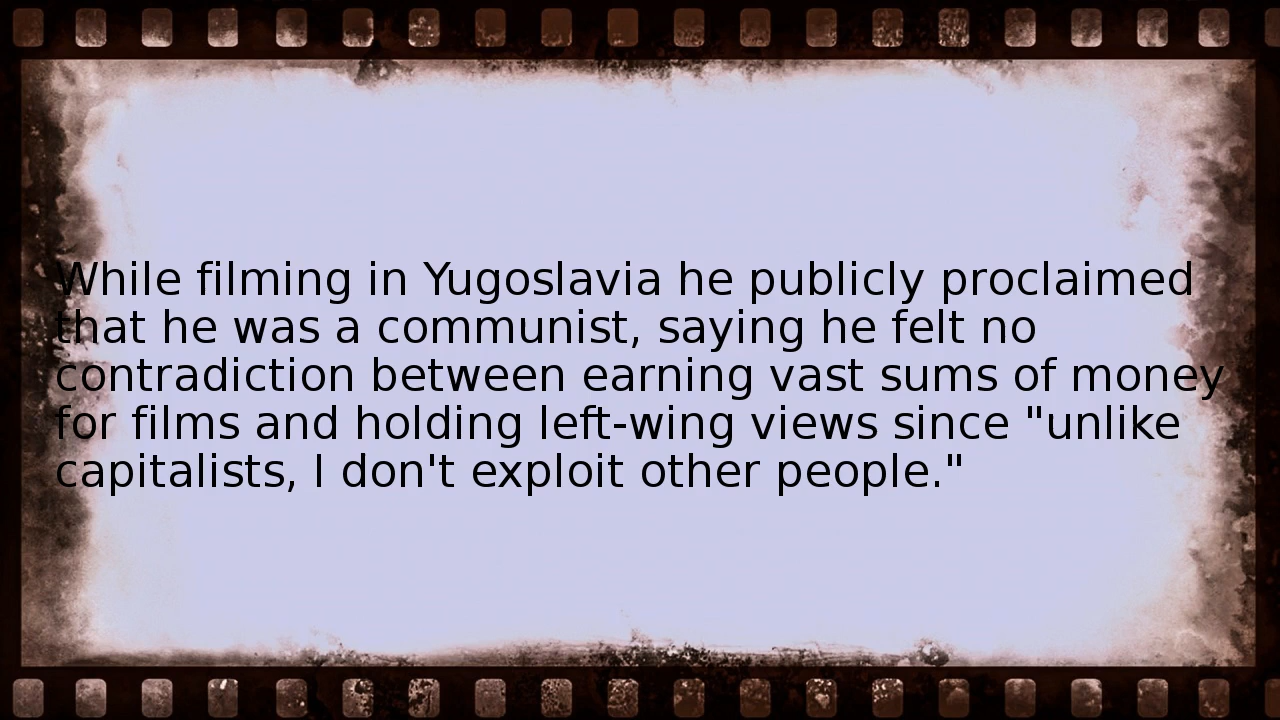 While filming in Yugoslavia he publicly proclaimed
that he was a communist, saying he felt no
contradiction between earning vast sums of money
for films and holding left-wing views since "unlike
capitalists, I don't exploit other people."